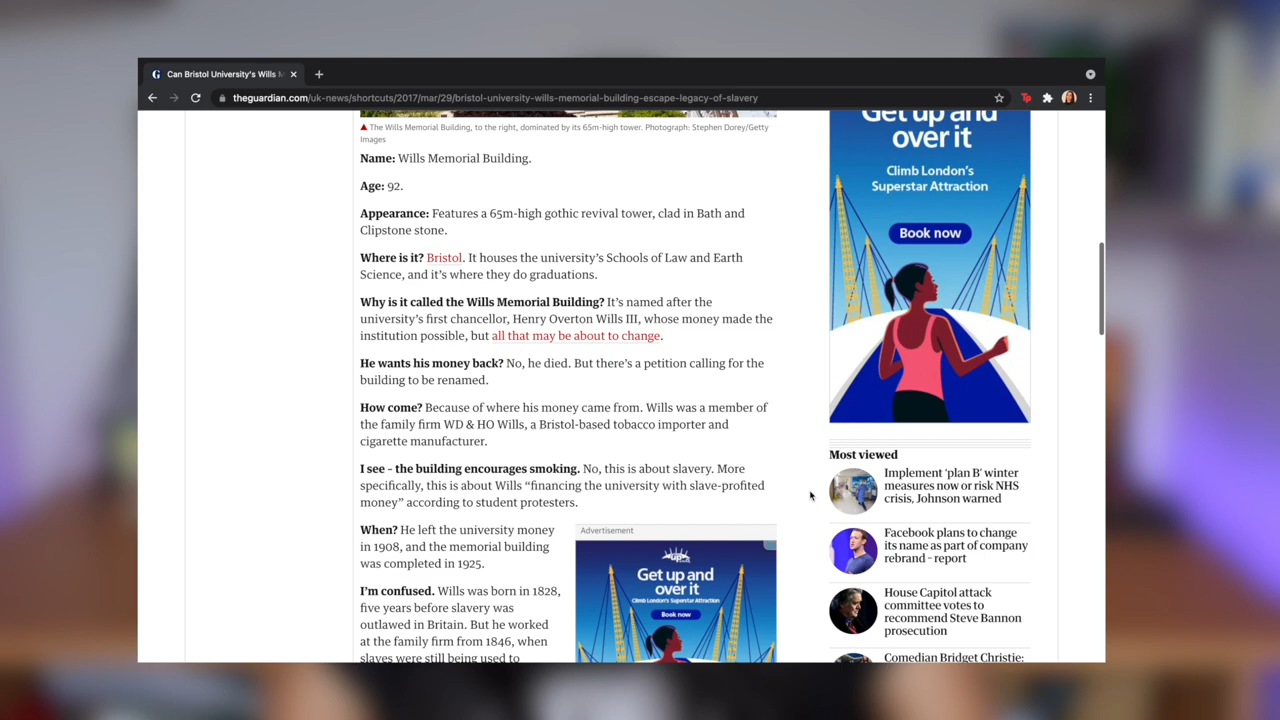 Can Bristol University's Wills
theguardian.com/uk-news/shortcuts/2017/mar/29/bristol-university-wills-memorial-building-escape-legacy-of-slavery
The Wills Memorial Building, to the right, dominated by its 65m-high tower. Photograph: Stephen Dorey/Getty
Images
Name: Wills Memorial Building.
Age: 92.
Appearance: Features a 65m-high gothic revival tower, clad in Bath and
Clipstone stone.
Where is it? Bristol. It houses the university's Schools of Law and Earth
Science, and it's where they do graduations.
Why is it called the Wills Memorial Building? It's named after the
university's first chancellor, Henry Overton Wills III, whose money made the
institution possible, but all that may be about to change.
He wants his money back? No, he died. But there's a petition calling for the
building to be renamed.
How come? Because of where his money came from. Wills was a member of
the family firm WD & HO Wills, a Bristol-based tobacco importer and
cigarette manufacturer.
I see – the building encourages smoking. No, this is about slavery. More
specifically, this is about Wills “financing the university with slave-profited
money” according to student protesters.
When? He left the university money
in 1908, and the memorial building
was completed in 1925.
I'm confused. Wills was born in 1828,
five years before slavery was
outlawed in Britain. But he worked
at the family firm from 1846, when
slaves were still being used to
Advertisement
Get up and
over it
Climb London's Superstar Attraction
Book now
Get up and
over it
Climb London's
Superstar Attraction
Book now
Most viewed
Implement ‘plan B’ winter
measures now or risk NHS
crisis, Johnson warned
Facebook plans to change
its name as part of company
rebrand – report
House Capitol attack
committee votes to
recommend Steve Bannon
prosecution
Comedian Bridget Christie: